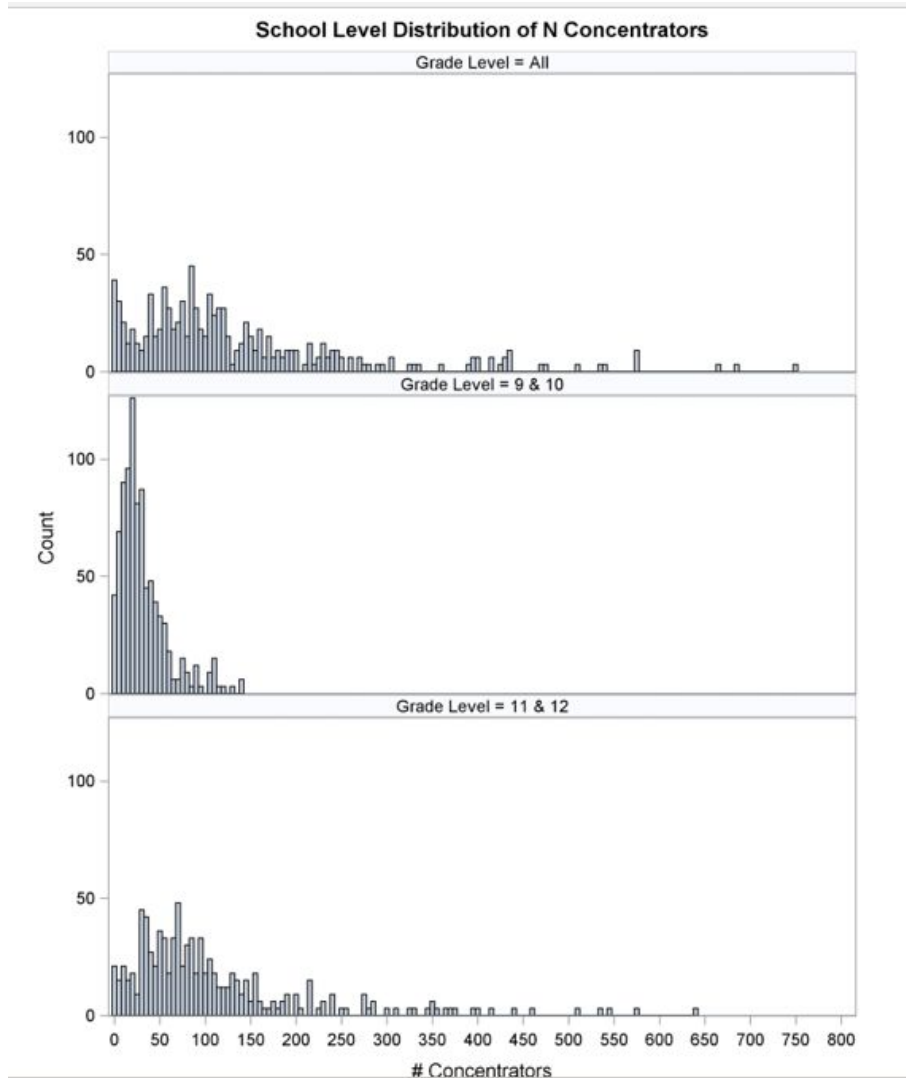 School Level Distribution of N Concentrators
Grade Level = All
100
50
0
Grade Level = 9 & 10
100
50
0
Count
Grade Level = 11 & 12
100
50
0
0 50 100 150 200 250 300 350 400 450 500 550 600 650 700 750 800
# Concentrators